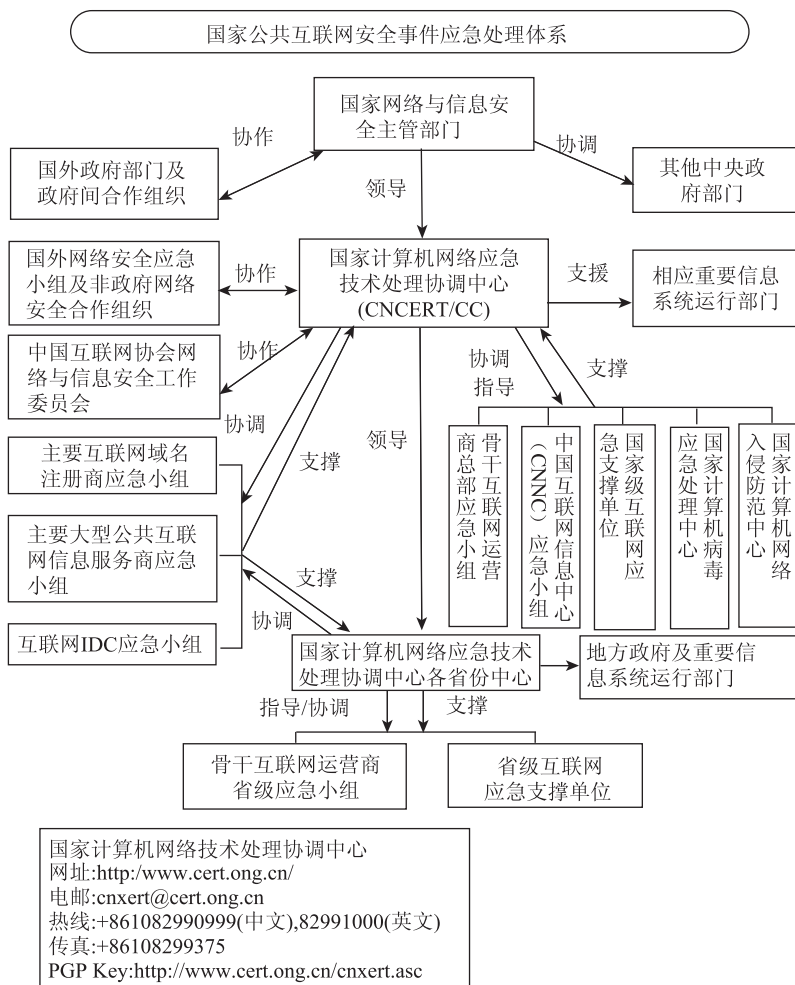 国家公共互联网安全事件应急处理体系
国家网络与信息安
全主管部门
协作
协调
国外政府部门及
政府间合作组织
其他中央政
府部门
领导
国外网络安全应急
小组及非政府网络
安全合作组织
协作
国家计算机网络应急
技术处理协调中心
(CNCERT/CC)
支援
相应重要信息
系统运行部门
中国互联网协会网
络与信息安全工作
委员会
协作
协调
指导
支撑
协调
领导
支撑
主要互联网域名
注册商应急小组
骨干互联网运营
商总部应急小组
中国互联网信息中心
（CNNC）应急小组
国家级互联网应
急支撑单位
国家计算机病毒
应急处理中心
国家计算机网络
入侵防范中心
主要大型公共互联
网信息服务商应急
小组
支撑
协调
互联网IDC应急小组
国家计算机网络应急技术
处理协调中心各省份中心
地方政府及重要信
息系统运行部门
指导/协调
支撑
骨干互联网运营商
省级应急小组
省级互联网
应急支撑单位
国家计算机网络技术处理协调中心
网址:http:/www.cert.ong.cn/
电邮:cnxert@cert.ong.cn
热线:+861082990999(中文),82991000(英文)
传真:+86108299375
PGP Key:http://www.cert.ong.cn/cnxert.asc